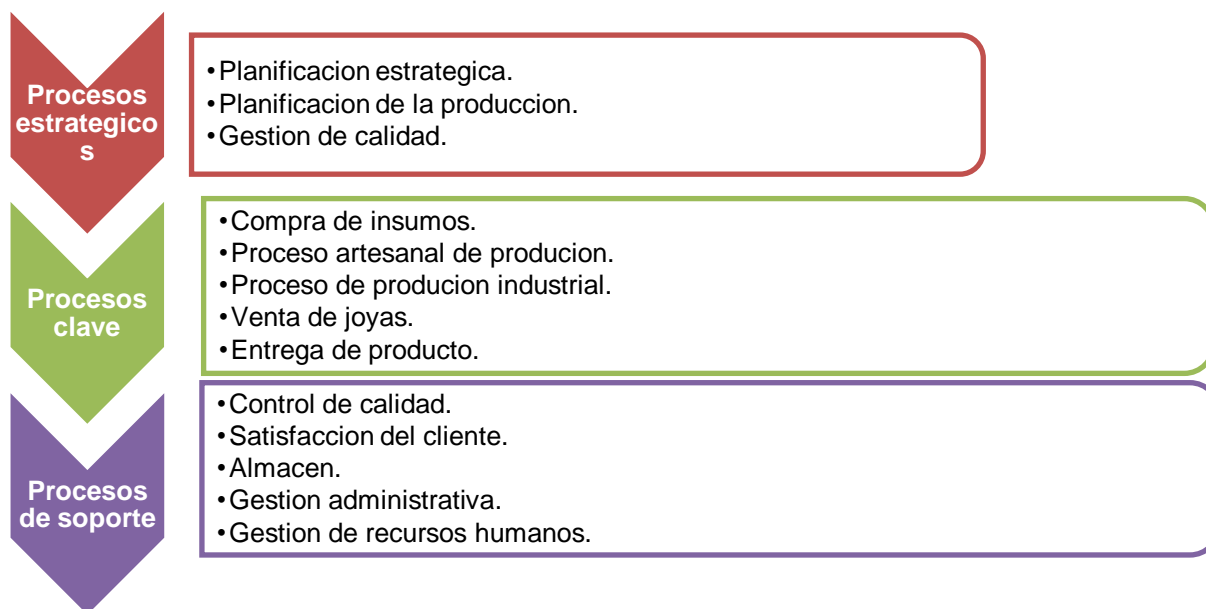 Procesos
estrategico
s
•Planificacion estrategica.
•Planificacion de la produccion.
•Gestion de calidad.
Procesos
clave
•Compra de insumos.
•Proceso artesanal de producion.
•Proceso de producion industrial.
•Venta de joyas.
•Entrega de producto.
Procesos
de soporte
•Control de calidad.
•Satisfaccion del cliente.
•Almacen.
•Gestion administrativa.
•Gestion de recursos humanos.